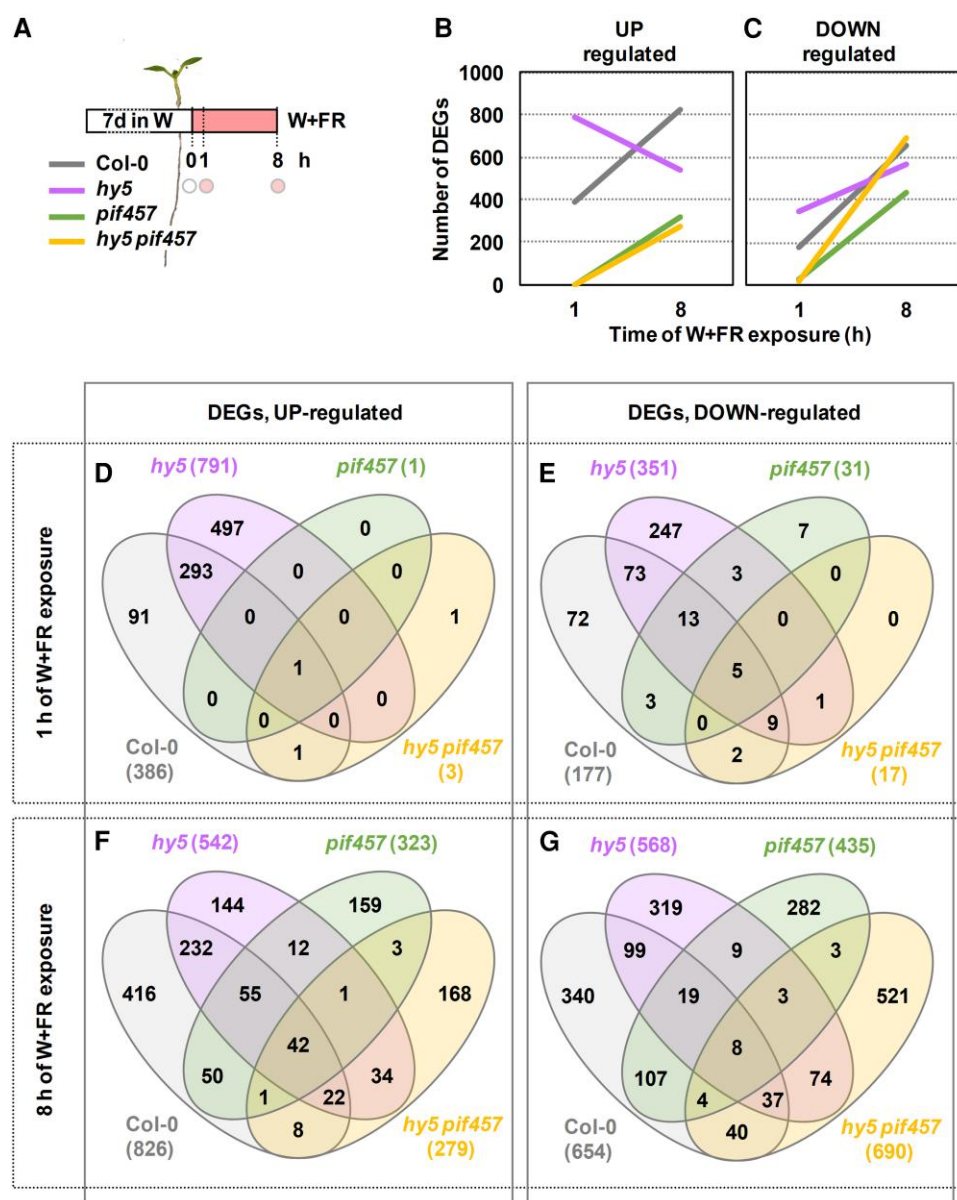 A
7d in W
W+FR
0 1 8 h
Col-0
hy5
pif457
hy5 pif457
B
UP
regulated
C
DOWN
regulated
Number of DEGs
1000
800
600
400
200
0
1 8 1 8
Time of W+FR exposure (h)
DEGs, UP-regulated
DEGs, DOWN-regulated
1 h of W+FR exposure
D
hy5 (791)
pif457 (1)
497 0
293 0 0
91 0 0 1
1
0 0
0 0
1
Col-0
(386)
hy5 pif457
(3)
E
hy5 (351)
pif457 (31)
247 7
73 3 0
72 13 0 0
5
3 1
0 9
2
Col-0
(177)
hy5 pif457
(17)
8 h of W+FR exposure
F
hy5 (542)
pif457 (323)
144 159
232 12 3
416 55 1 168
42
50 34
1 22
8
Col-0
(826)
hy5 pif457
(279)
G
hy5 (568)
pif457 (435)
319 282
99 9 3
340 19 3 521
8
107 74
4 37
40
Col-0
(654)
hy5 pif457
(690)